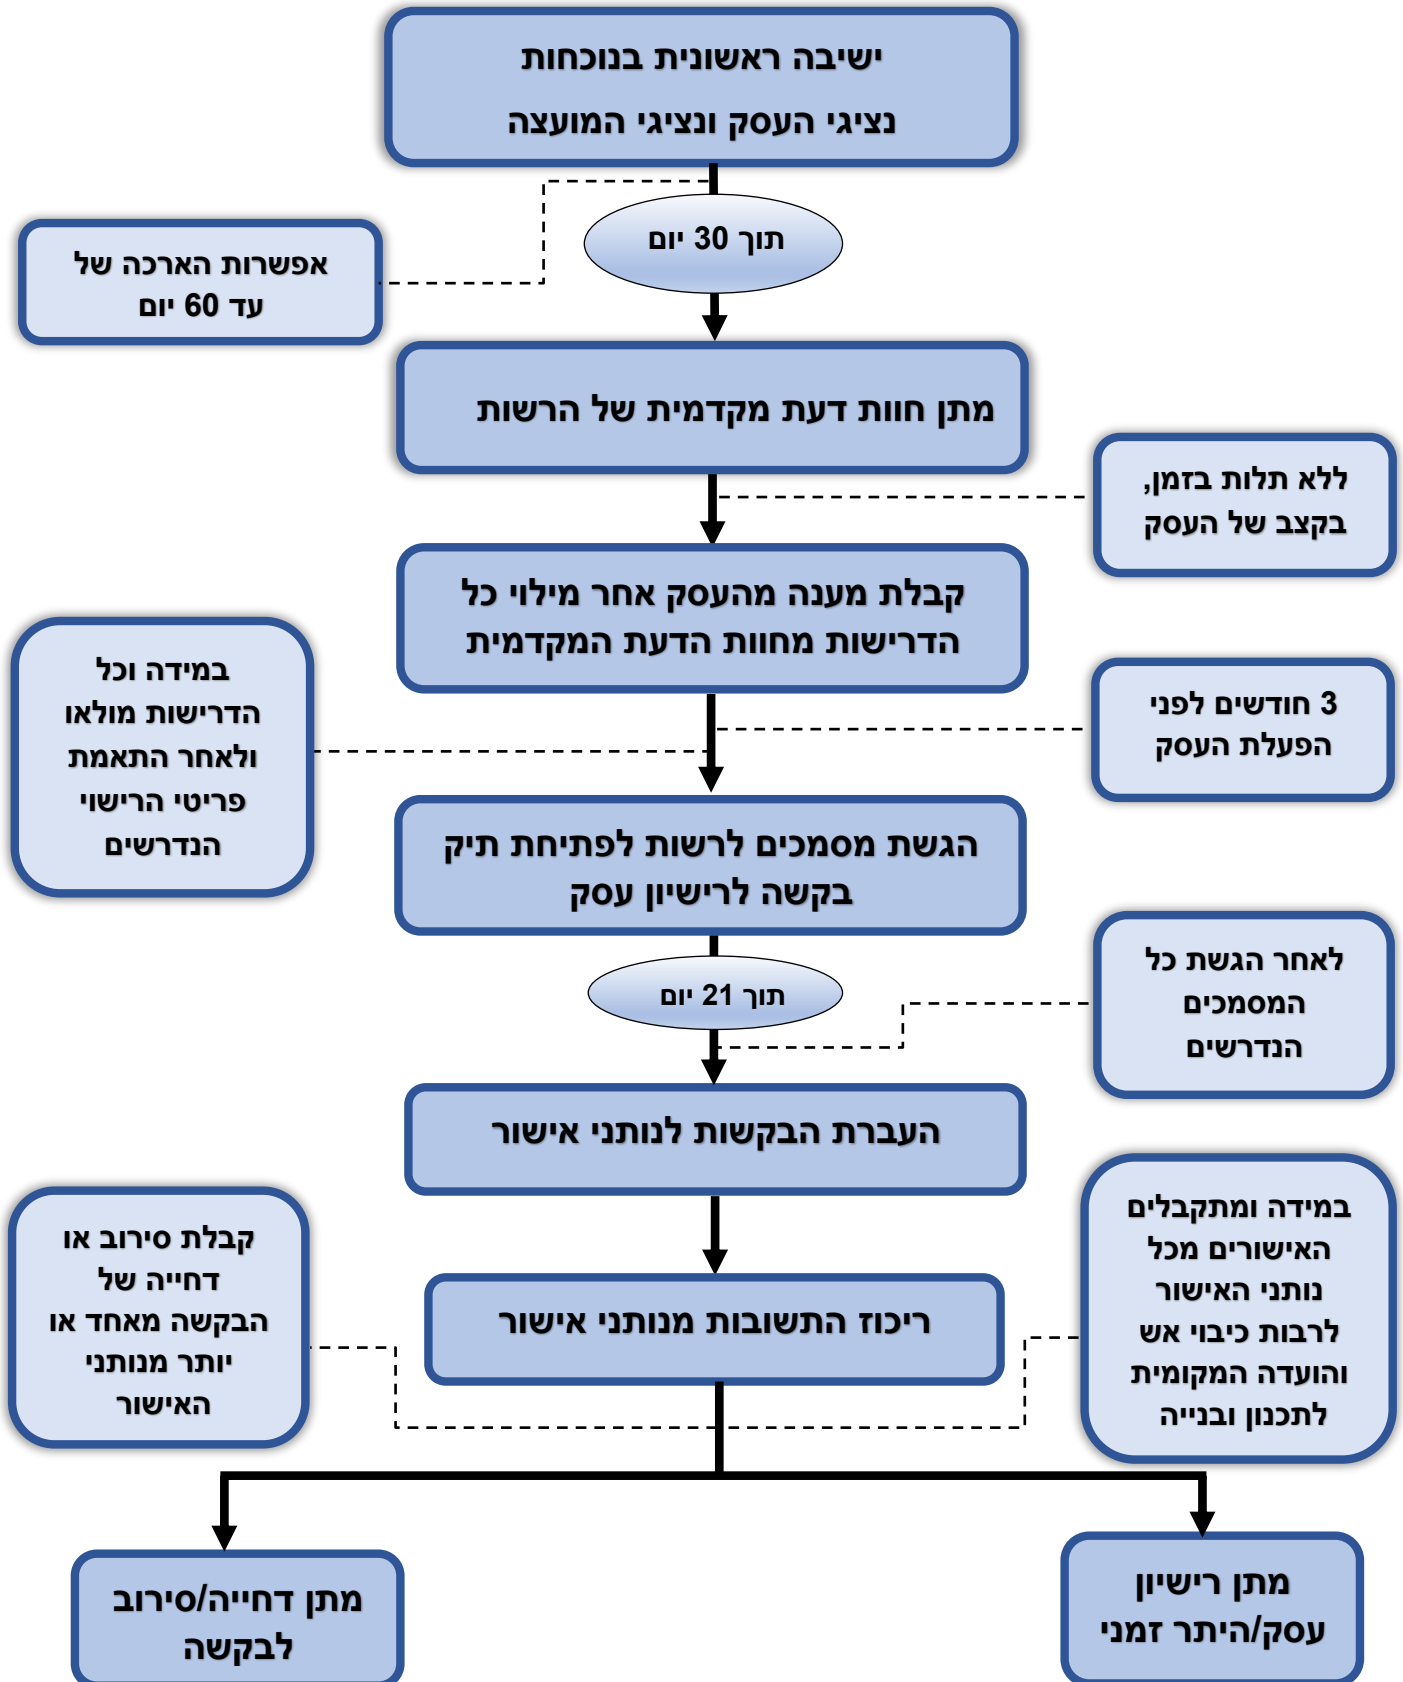 ישיבה ראשונית בנוכחות
נציגי העסק ונציגי המועצה
תוך 30 יום
אפשרות הארכה של
עד 60 יום
מתן חוות דעת מקדמית של הרשות
ללא תלות בזמן,
בקצב של העסק
קבלת מענה מהעסק אחר מילוי כל
הדרישות מחוות הדעת המקדמית
3 חודשים לפני
הפעלת העסק
במידה וכל
הדרישות מולאו
ולאחר התאמת
פריטי הרישוי
הנדרשים
הגשת מסמכים לרשות לפתיחת תיק
בקשה לרישיון עסק
תוך 21 יום
לאחר הגשת כל
המסמכים
הנדרשים
העברת הבקשות לנותני אישור
ריכוז התשובות מנותני אישור
במידה ומתקבלים
האישורים מכל
נותני האישור
לרבות כיבוי אש
והועדה המקומית
לתכנון ובנייה
קבלת סירוב או
דחייה של
הבקשה מאחד או
יותר מנותני
האישור
מתן רישיון
עסק/היתר זמני
מתן דחייה/סירוב
לבקשה